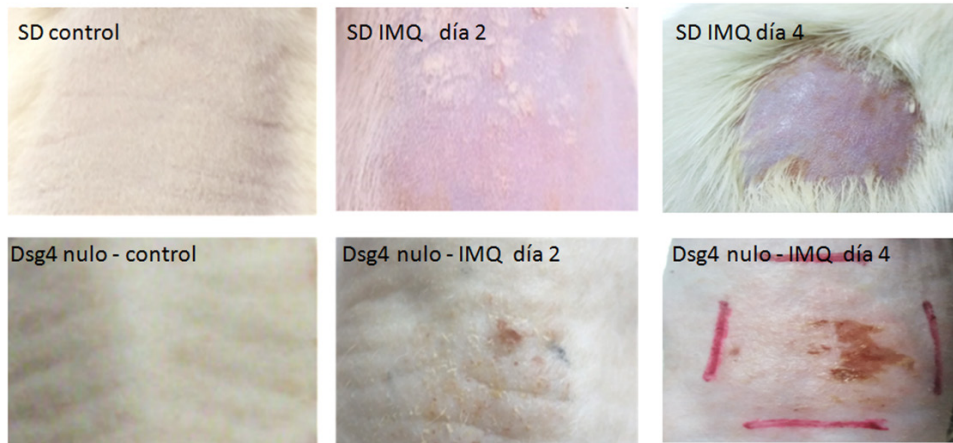 SD control
SD IMQ día 2
SD IMQ día 4
Dsg4 nulo - control
Dsg4 nulo - IMQ día 2
Dsg4 nulo - IMQ día 4